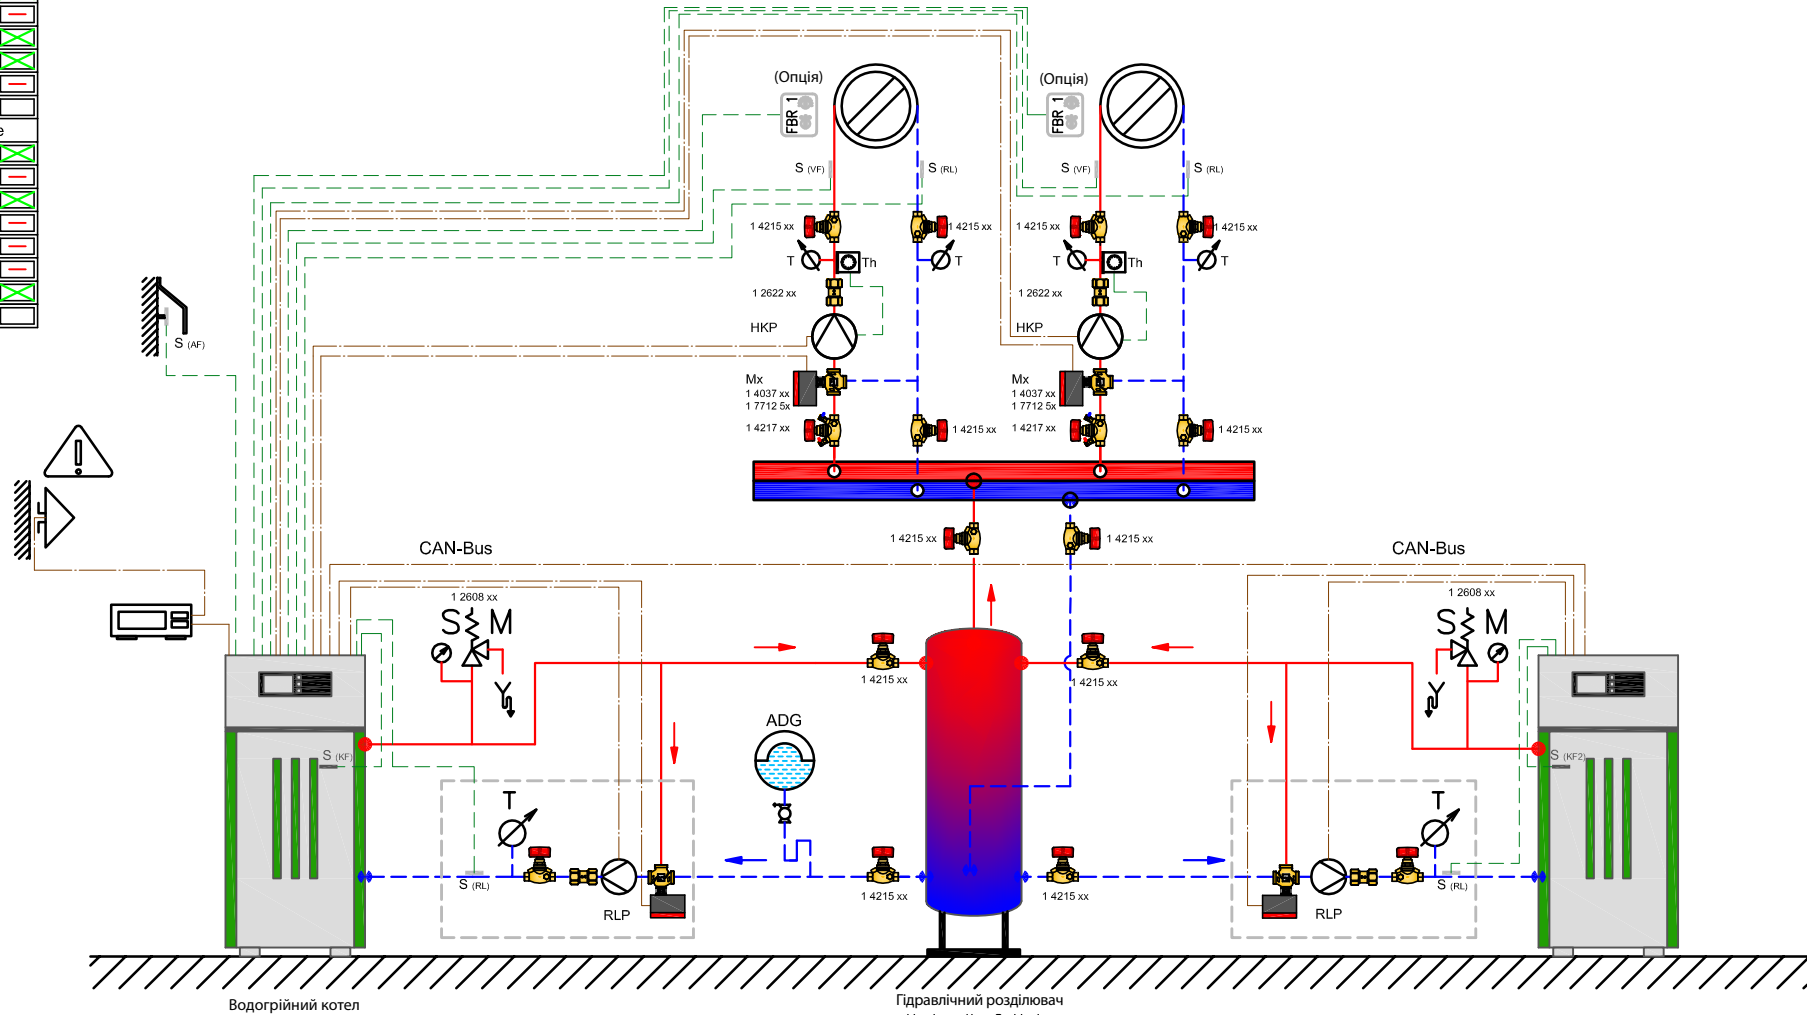 e
(Опція)
(Опція)
FBR 1
FBR 1
S (VF)
S (RL)
S (VF)
S (RL)
1 4215 xx
1 4215 xx
1 4215 xx
1 4215 xx
T
Th
T
T
Th
T
1 2622 xx
1 2622 xx
HKP
HKP
S (AF)
Mx
1 4037 xx
1 7712 5x
Mx
1 4037 xx
1 7712 5x
1 4217 xx
1 4215 xx
1 4217 xx
1 4215 xx
1 4215 xx
1 4215 xx
CAN-Bus
CAN-Bus
1 2608 xx
1 2608 xx
S M
S M
1 4215 xx
1 4215 xx
ADG
S (KF)
S (KF2)
T
T
S (RL)
S (RL)
1 4215 xx
1 4215 xx
RLP
RLP
Водогрійний котел
Гідравлічний розділювач